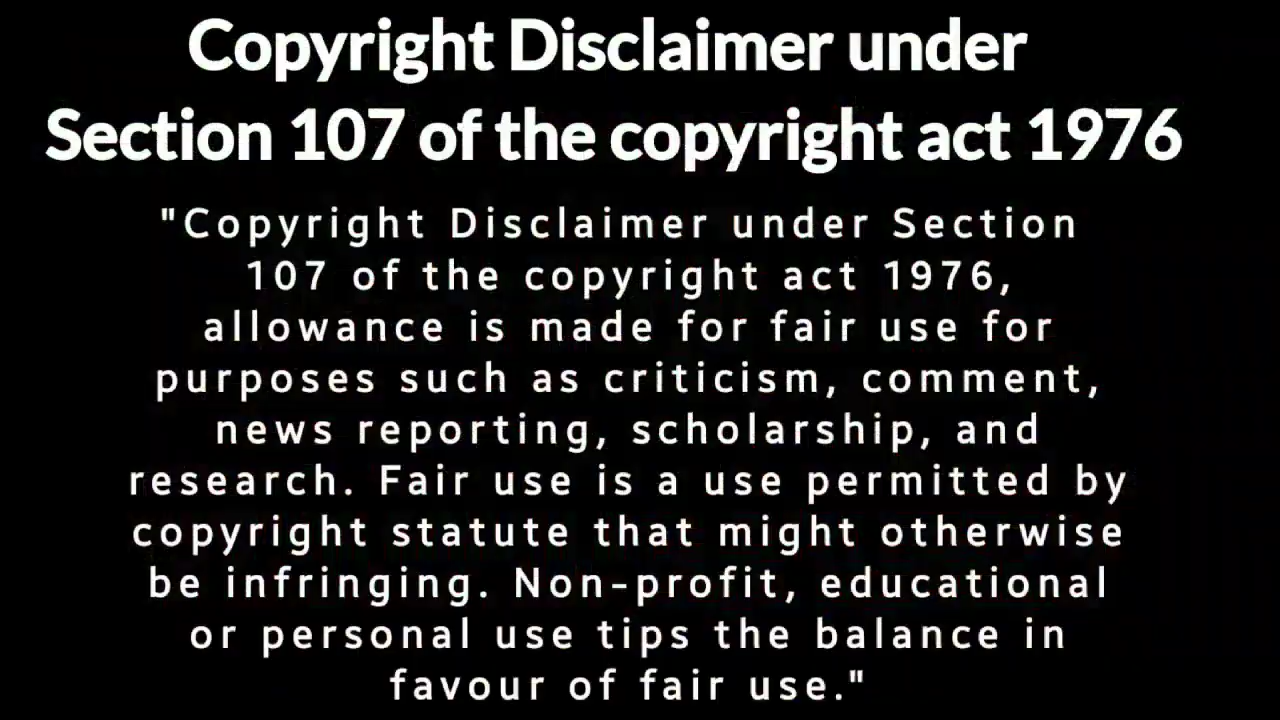 Copyright Disclaimer under
Section 107 of the copyright act 1976
"Copyright Disclaimer under Section
107 of the copyright act 1976,
allowance is made for fair use for
purposes such as criticism, comment,
news reporting, scholarship, and
research. Fair use is a use permitted by
copyright statute that might otherwise
be infringing. Non-profit, educational
or personal use tips the balance in
favour of fair use."